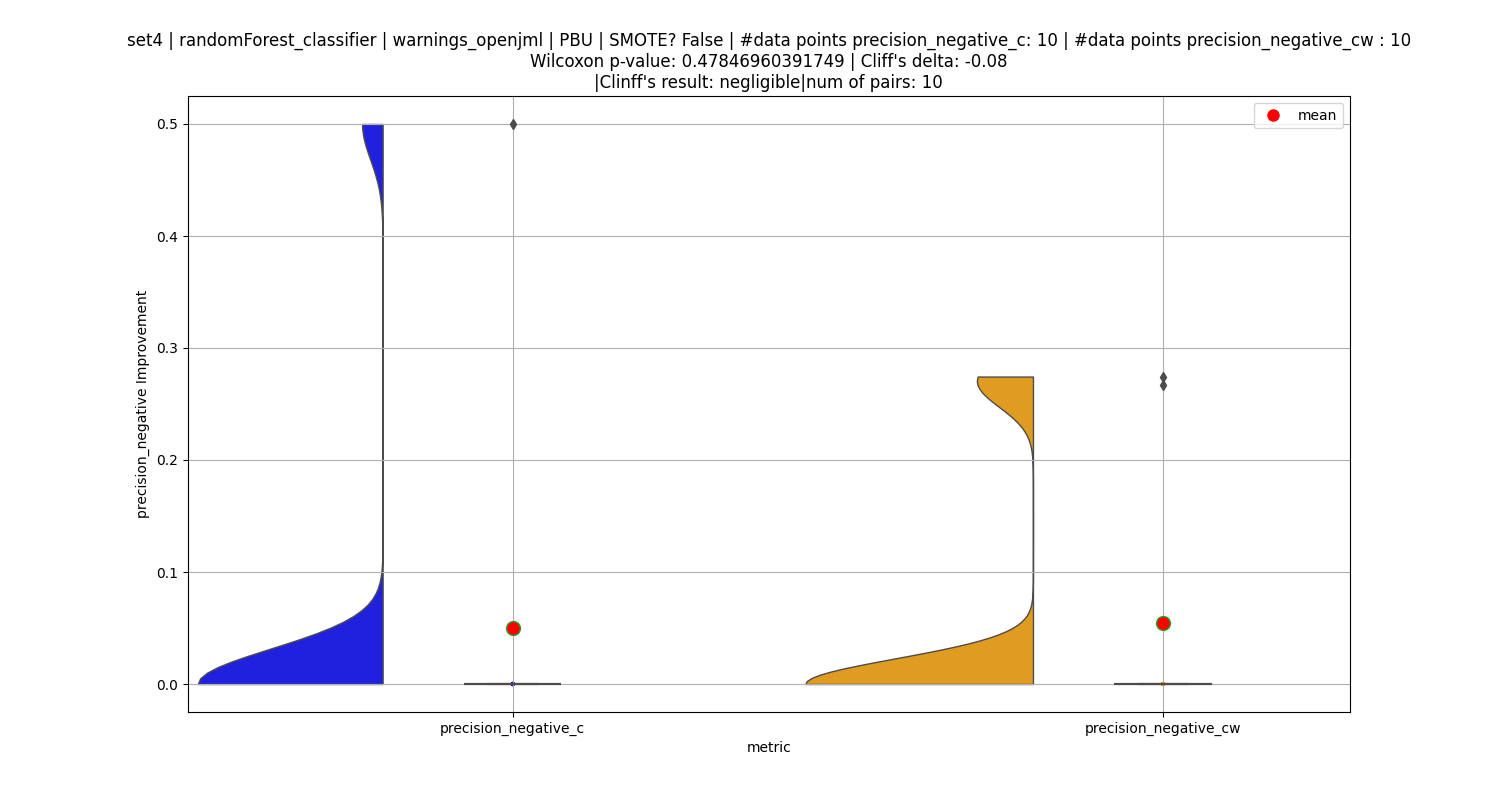 set4 | randomForest_classifier | warnings_openjml | PBU | SMOTE? False | #data points precision_negative_c: 10 | #data points precision_negative_cw : 10
Wilcoxon p-value: 0.47846960391749 | Cliff's delta: -0.08
|Clinff's result: negligible|num of pairs: 10
mean
0.5
0.4
0.3
0.2
0.1
0.0
precision_negative Improvement
precision_negative_c
precision_negative_cw
metric